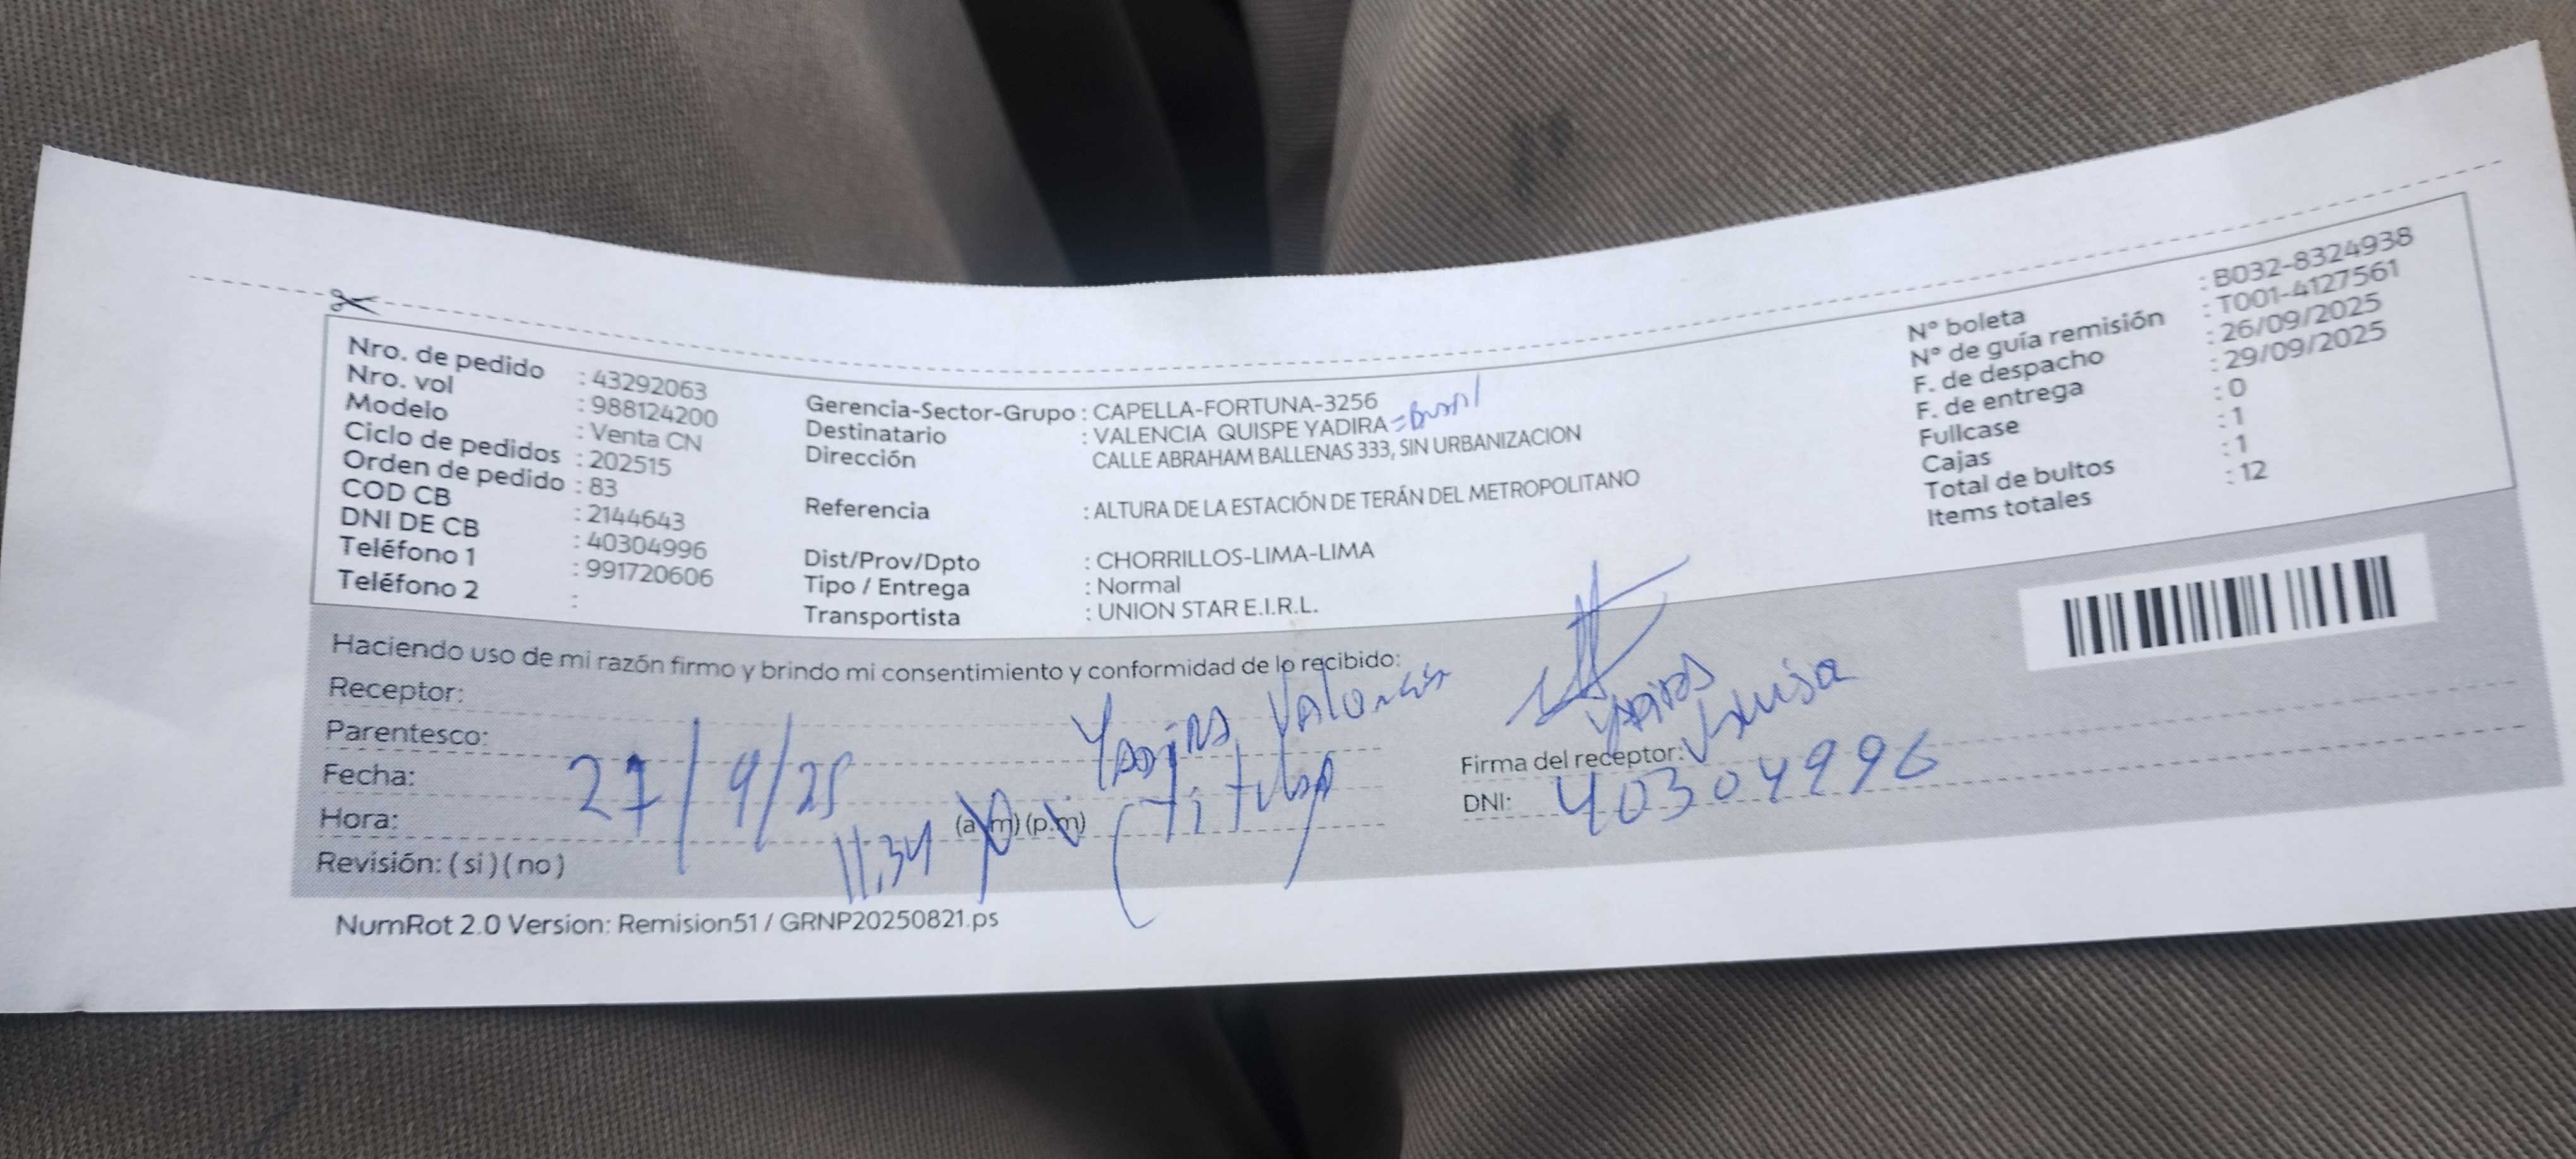 Nro. de pedido : 43292063
Nro. vol : 988124200
Modelo : Venta CN
Ciclo de pedidos : 202515
Orden de pedido : 83
COD CB : 2144643
DNI DE CB : 40304996
Teléfono 1 : 991720606
Teléfono 2 :
Gerencia-Sector-Grupo : CAPELLA-FORTUNA-3256
Destinatario : VALENCIA QUISPE YADIRA
Dirección CALLE ABRAHAM BALLENAS 333, SIN URBANIZACION
Referencia : ALTURA DE LA ESTACIÓN DE TERÁN DEL METROPOLITANO
Dist/Prov/Dpto : CHORRILLOS-LIMA-LIMA
Tipo / Entrega : Normal
Transportista : UNION STAR E.I.R.L.
N° boleta : B032-8324938
N° de guía remisión : T001-4127561
F. de despacho : 26/09/2025
F. de entrega : 29/09/2025
Fullcase : 0
Cajas : 1
Total de bultos : 1
Items totales : 12
Haciendo uso de mi razón firmo y brindo mi consentimiento y conformidad de lo recibido:
Receptor: Yadira Valencia
Parentesco: (Titular
Fecha: 27/9/25
Hora: 11:34 (a.m) (p.m)
Revisión: ( si ) ( no )
Yadira
Firma del receptor:
DNI: 40304996
NumRot 2.0 Version: Remision51 / GRNP20250821.ps